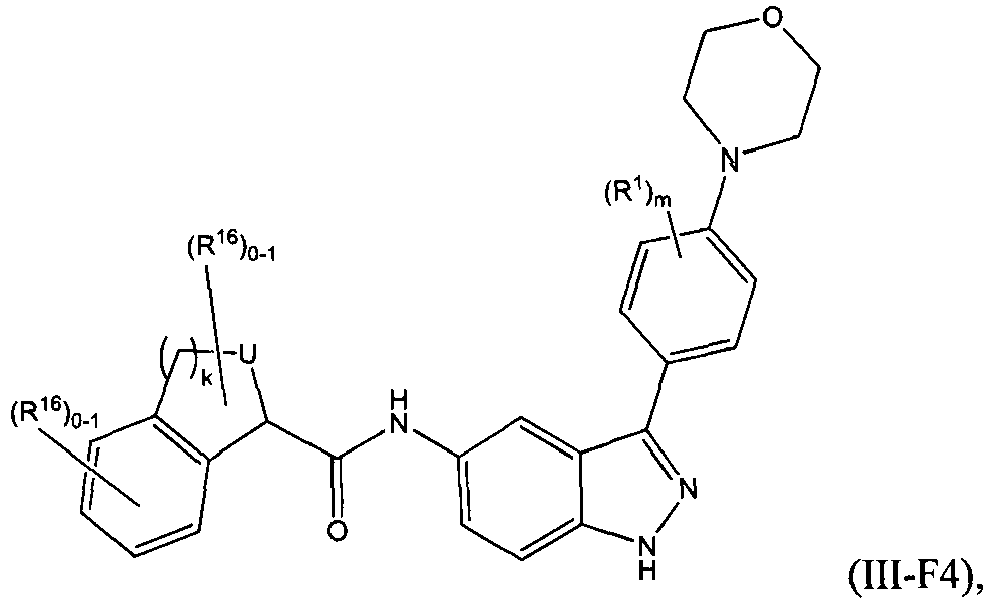 O
N
(R¹)ₘ
(R¹⁶)₀₋₁
U
( )ₖ
(R¹⁶)₀₋₁
H
N
O
N
N
H
(III-F4),